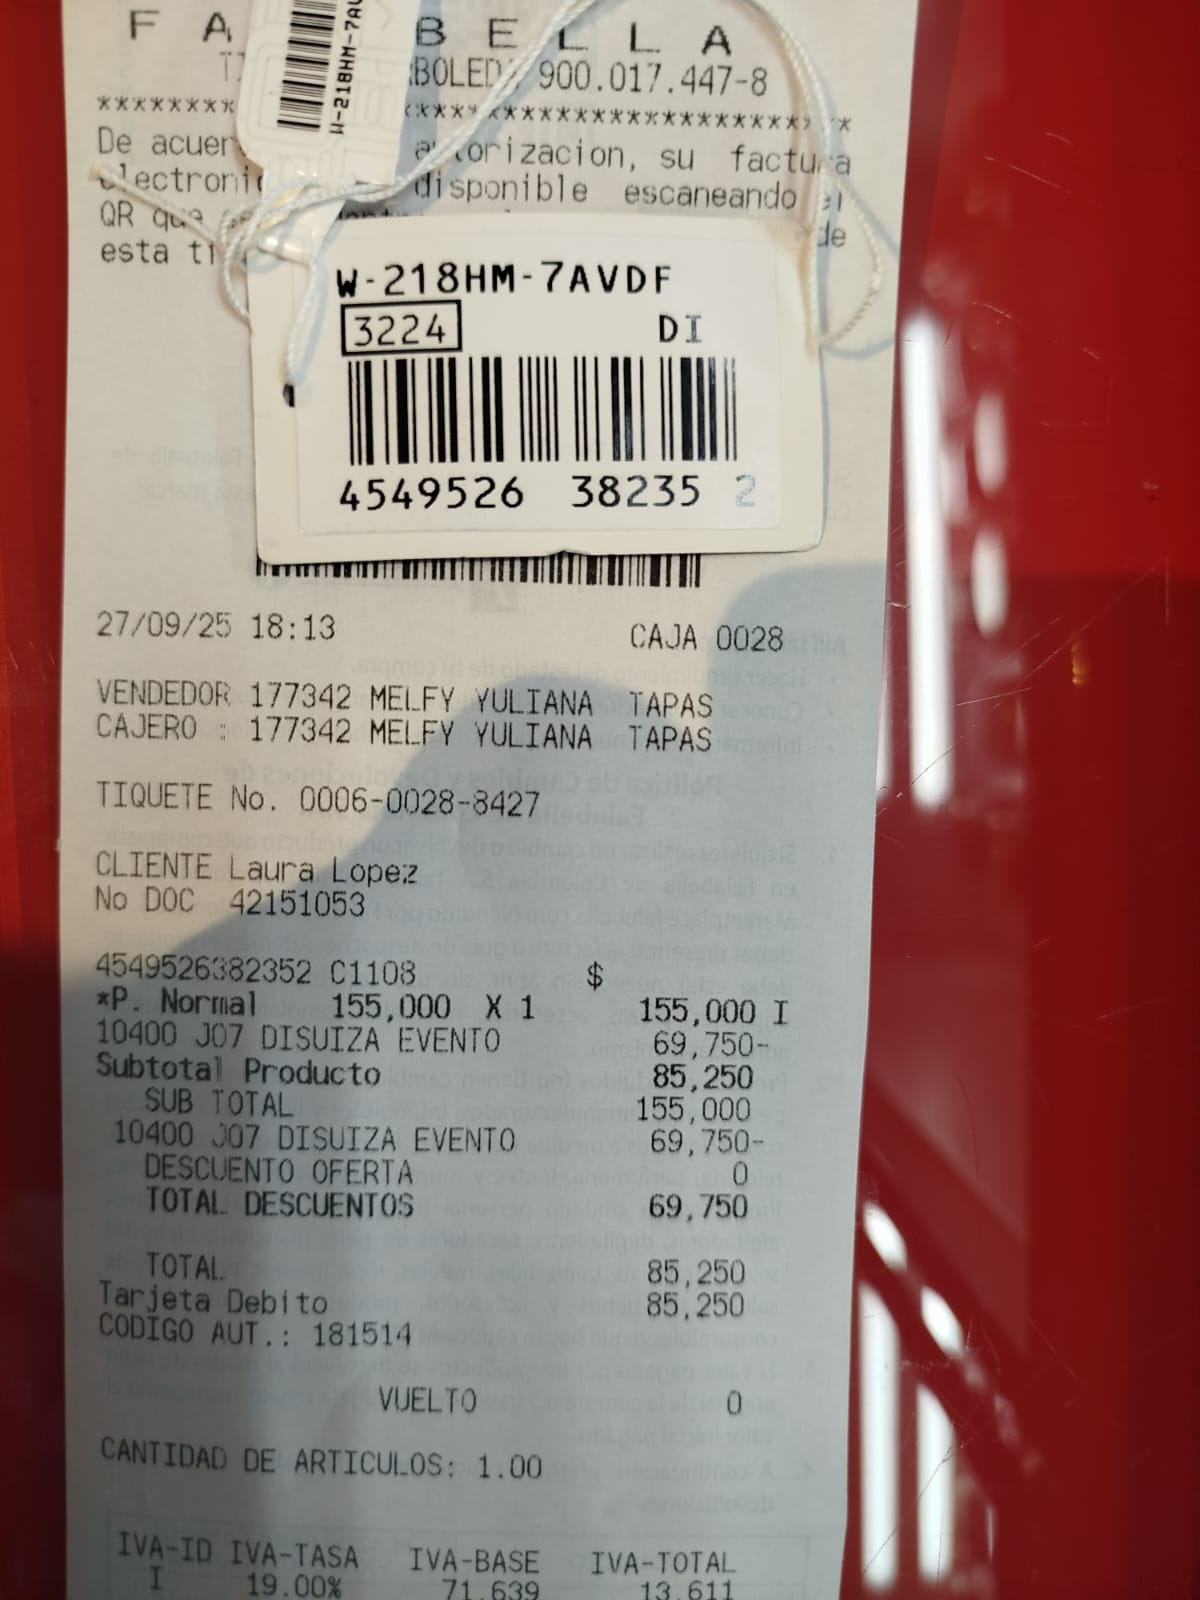 F A BELLA
BOLEDA 900.017.447-8
W-218HM-7AV
De acuer torizacion, su factura
electronic disponible escaneando el
QR que se de
esta ti
W-218HM-7AVDF
3224 DI
4549526 38235 2
27/09/25 18:13 CAJA 0028
VENDEDOR 177342 MELFY YULIANA TAPAS
CAJERO : 177342 MELFY YULIANA TAPAS
TIQUETE No. 0006-0028-8427
CLIENTE Laura Lopez
No DOC 42151053
4549526382352 C1108 $
*P. Normal 155,000 X 1 155,000 I
10400 J07 DISUIZA EVENTO 69,750-
Subtotal Producto 85,250
SUB TOTAL 155,000
10400 J07 DISUIZA EVENTO 69,750-
DESCUENTO OFERTA 0
TOTAL DESCUENTOS 69,750
TOTAL 85,250
Tarjeta Debito 85,250
CODIGO AUT.: 181514
VUELTO 0
CANTIDAD DE ARTICULOS: 1.00
IVA-ID IVA-TASA IVA-BASE IVA-TOTAL
I 19.00% 71,639 13,611